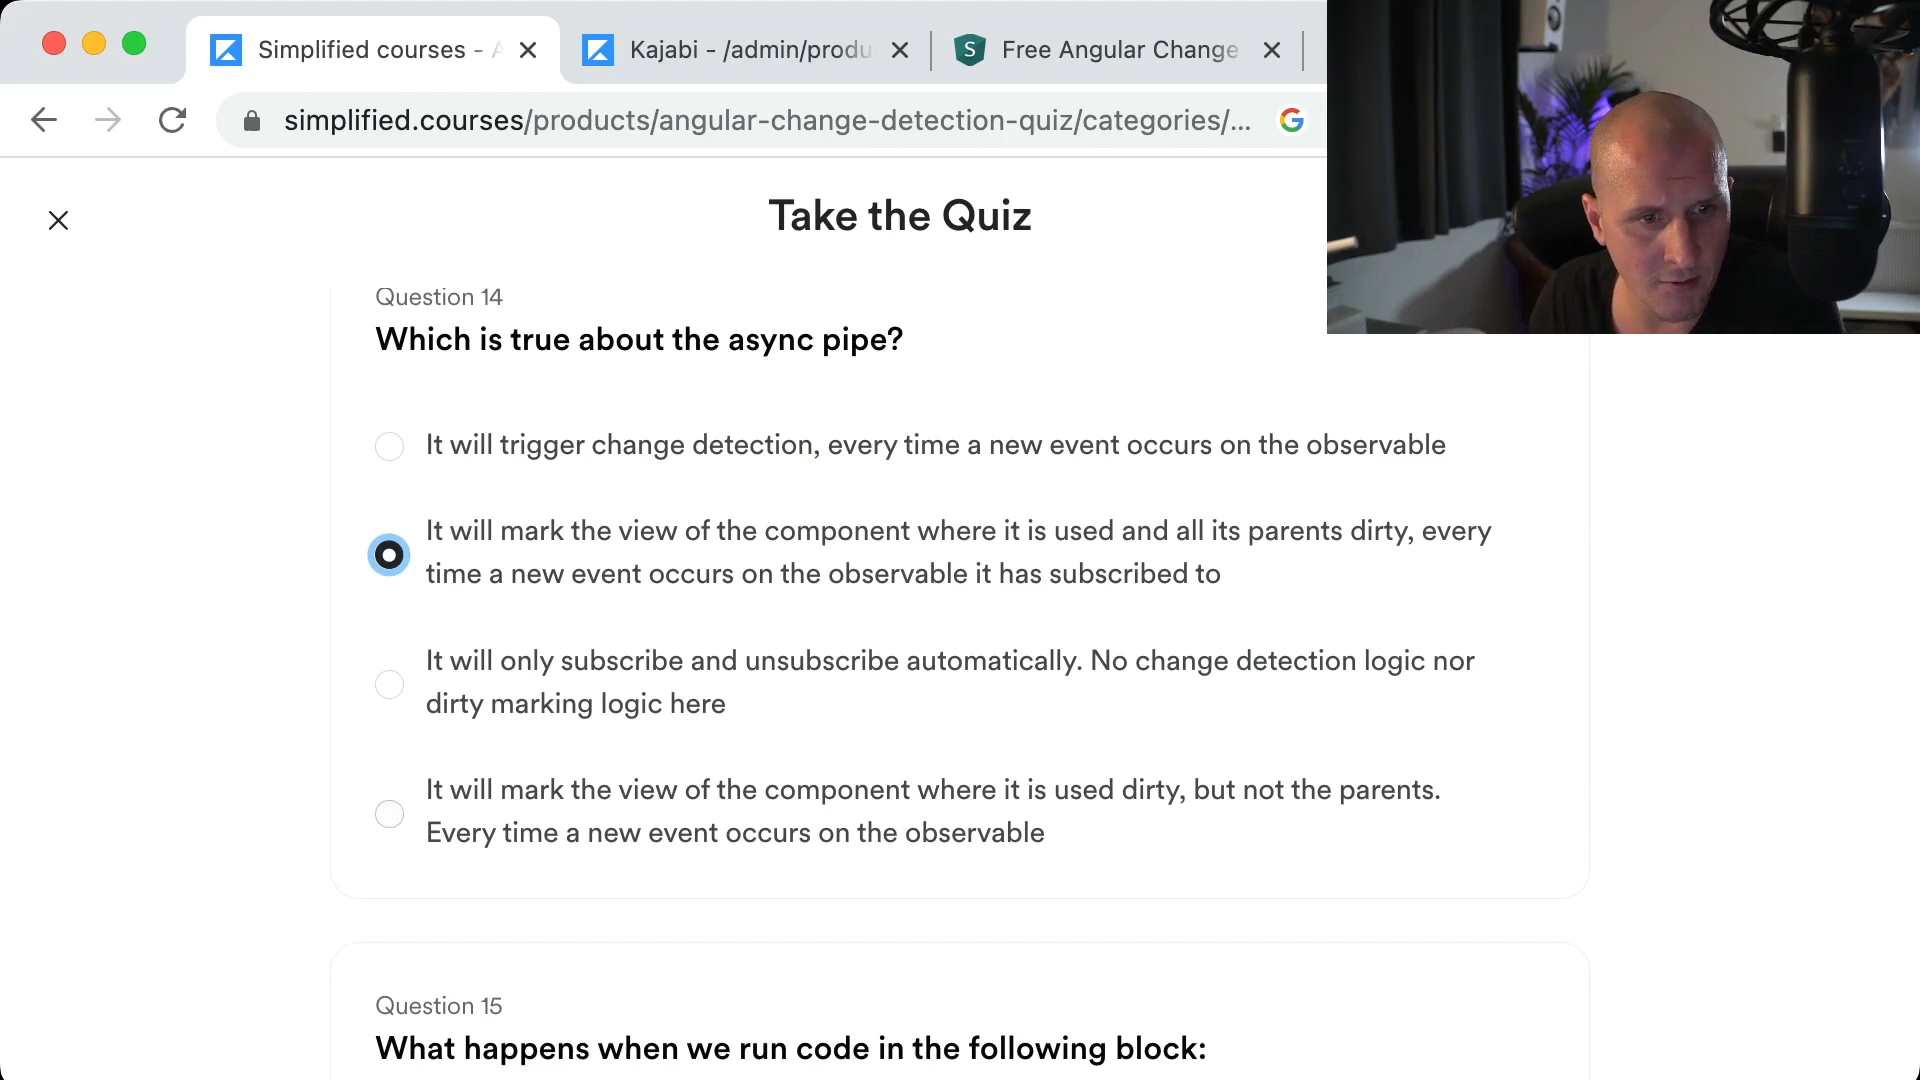 Simplified courses -
Kajabi - /admin/produ
S
Free Angular Change
simplified.courses/products/angular-change-detection-quiz/categories/...
G
Take the Quiz
Question 14
Which is true about the async pipe?
It will trigger change detection, every time a new event occurs on the observable
It will mark the view of the component where it is used and all its parents dirty, every
time a new event occurs on the observable it has subscribed to
It will only subscribe and unsubscribe automatically. No change detection logic nor
dirty marking logic here
It will mark the view of the component where it is used dirty, but not the parents.
Every time a new event occurs on the observable
Question 15
What happens when we run code in the following block: